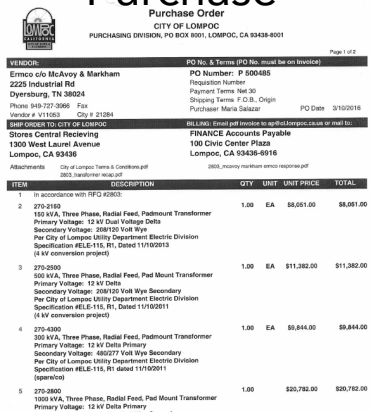 Purchase
LOMPOC
CALIFORNIA
Purchase Order
CITY OF LOMPOC
PURCHASING DIVISION, PO BOX 8001, LOMPOC, CA 93438-8001
Page 1 of 2
VENDOR:
PO No. & Terms (PO No. must be on Invoice)
Ermco c/o McAvoy & Markham
2225 Industrial Rd
Dyersburg, TN 38024
Phone 949-727-3966 Fax
Vendor # V11053 City # 21284
PO Number: P 500485
Requisition Number
Payment Terms Net 30
Shipping Terms F.O.B., Origin
Purchaser Maria Salazar PO Date 3/10/2016
SHIP ORDER TO: CITY OF LOMPOC
BILLING: Email pdf invoice to ap@ci.lompoc.ca.us or mail to:
Stores Central Recieving
1300 West Laurel Avenue
Lompoc, CA 93436
FINANCE Accounts Payable
100 Civic Center Plaza
Lompoc, CA 93436-6916
Attachments City of Lompoc Terms & Conditions.pdf 2803_mcavoy markham ermco response.pdf
2803_transformer recap.pdf
ITEM DESCRIPTION QTY UNIT UNIT PRICE TOTAL
1 In accordance with RFQ #2803:
2 270-2150 1.00 EA $8,051.00 $8,051.00
150 kVA, Three Phase, Radial Feed, Padmount Transformer
Primary Voltage: 12 kV Dual Voltage Delta
Secondary Voltage: 208/120 Volt Wye
Per City of Lompoc Utility Department Electric Division
Specification #ELE-115, R1, Dated 11/10/2013
(4 kV conversion project)
3 270-2500 1.00 EA $11,382.00 $11,382.00
500 kVA, Three Phase, Radial Feed, Pad Mount Transformer
Primary Voltage: 12 kV Delta
Secondary Voltage: 208/120 Volt Wye Secondary
Per City of Lompoc Utility Department Electric Division
Specification #ELE-115, R1, Dated 11/10/2011
(4 kV conversion project)
4 270-4300 1.00 EA $9,844.00 $9,844.00
300 kVA, Three Phase, Radial Feed, Padmount Transformer
Primary Voltage: 12 kV Delta Primary
Secondary Voltage: 480/277 Volt Wye Secondary
Per City of Lompoc Utility Department Electric Division
Specification #ELE-115, R1 dated 11/10/2011
(spare/co)
5 270-2800 1.00 $20,782.00 $20,782.00
1000 kVA, Three Phase, Radial Feed, Pad Mount Transformer
Primary Voltage: 12 kV Delta Primary